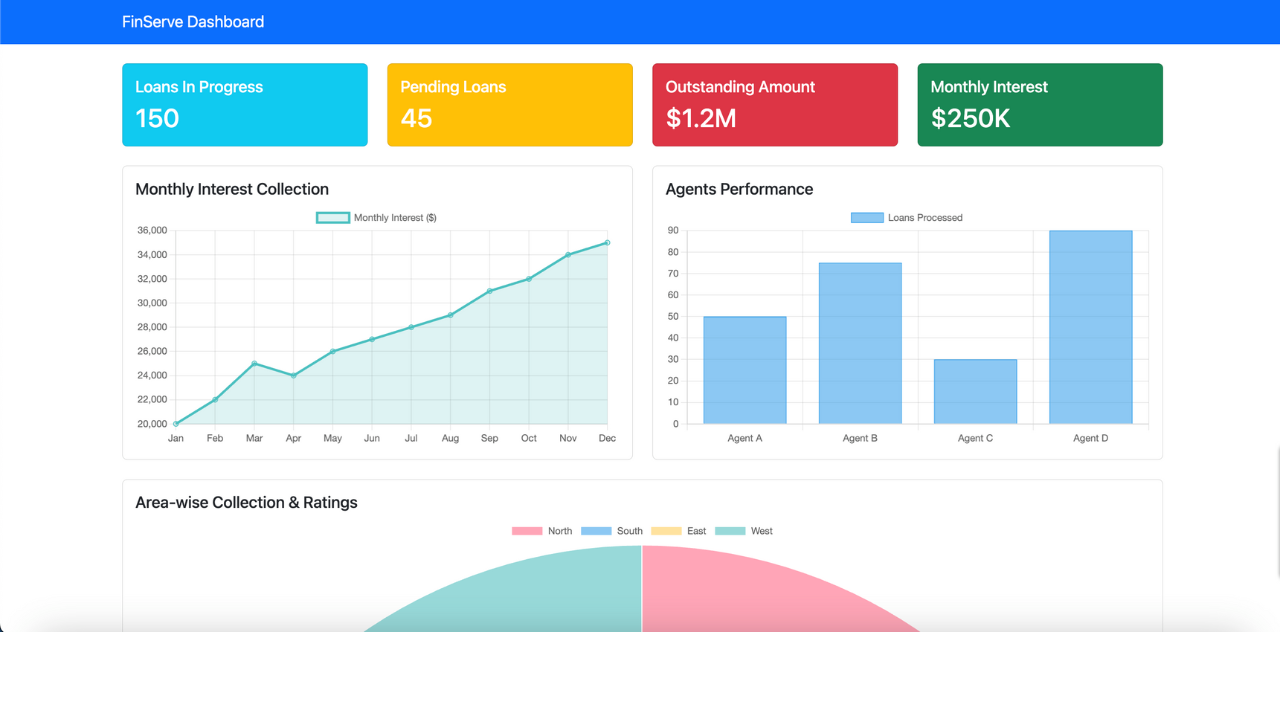 FinServe Dashboard
Loans In Progress
150
Pending Loans
45
Outstanding Amount
$1.2M
Monthly Interest
$250K
Monthly Interest Collection
Monthly Interest ($)
36,000
34,000
32,000
30,000
28,000
26,000
24,000
22,000
20,000
Jan Feb Mar Apr May Jun Jul Aug Sep Oct Nov Dec
Agents Performance
Loans Processed
90
80
70
60
50
40
30
20
10
0
Agent A Agent B Agent C Agent D
Area-wise Collection & Ratings
North South East West